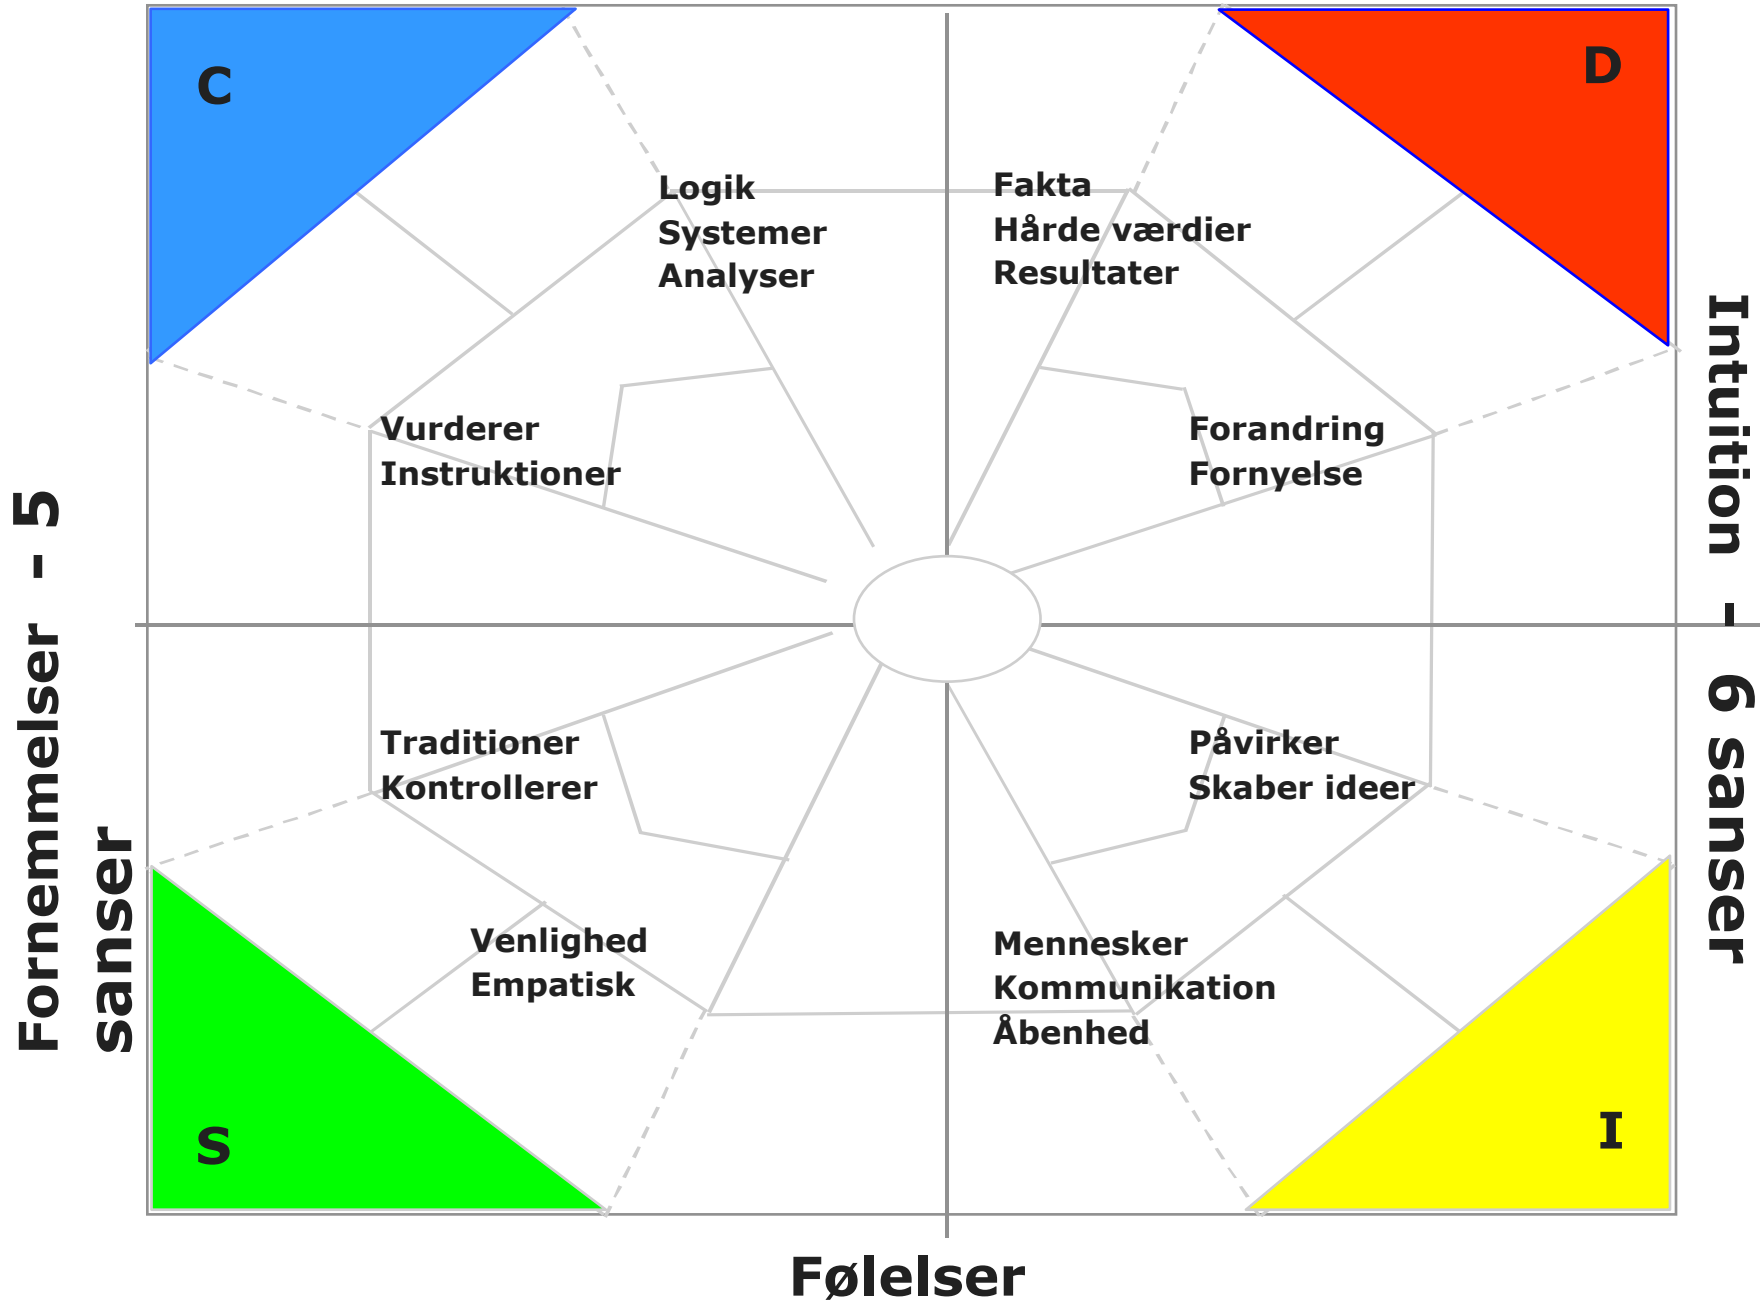 C
D
Logik
Systemer
Analyser
Fakta
Hårde værdier
Resultater
Vurderer
Instruktioner
Forandring
Fornyelse
Fornemmelser - 5
sanser
Intuition - 6 sanser
Traditioner
Kontrollerer
Påvirker
Skaber ideer
Venlighed
Empatisk
Mennesker
Kommunikation
Åbenhed
S
I
Følelser